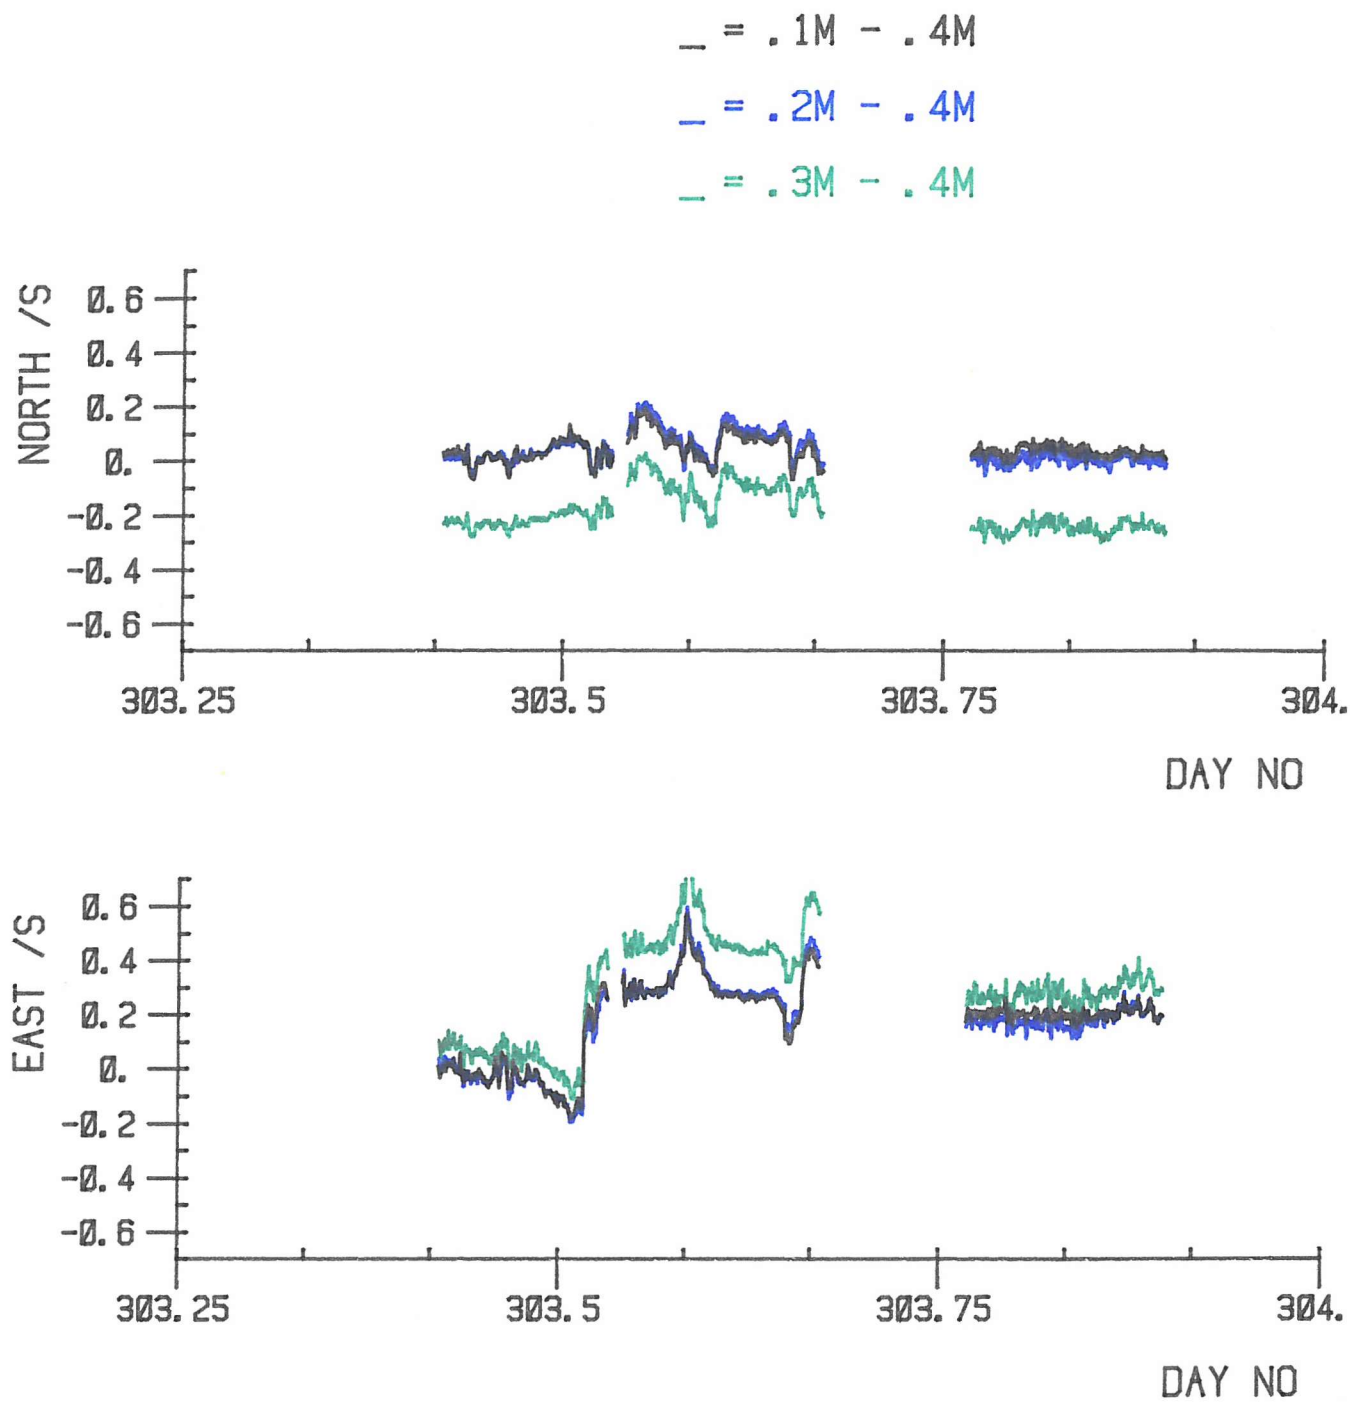 _ = .1M - .4M
_ = .2M - .4M
_ = .3M - .4M
NORTH /S
0.6
0.4
0.2
0.
-0.2
-0.4
-0.6
303.25 303.5 303.75 304.
DAY NO
EAST /S
0.6
0.4
0.2
0.
-0.2
-0.4
-0.6
303.25 303.5 303.75 304.
DAY NO